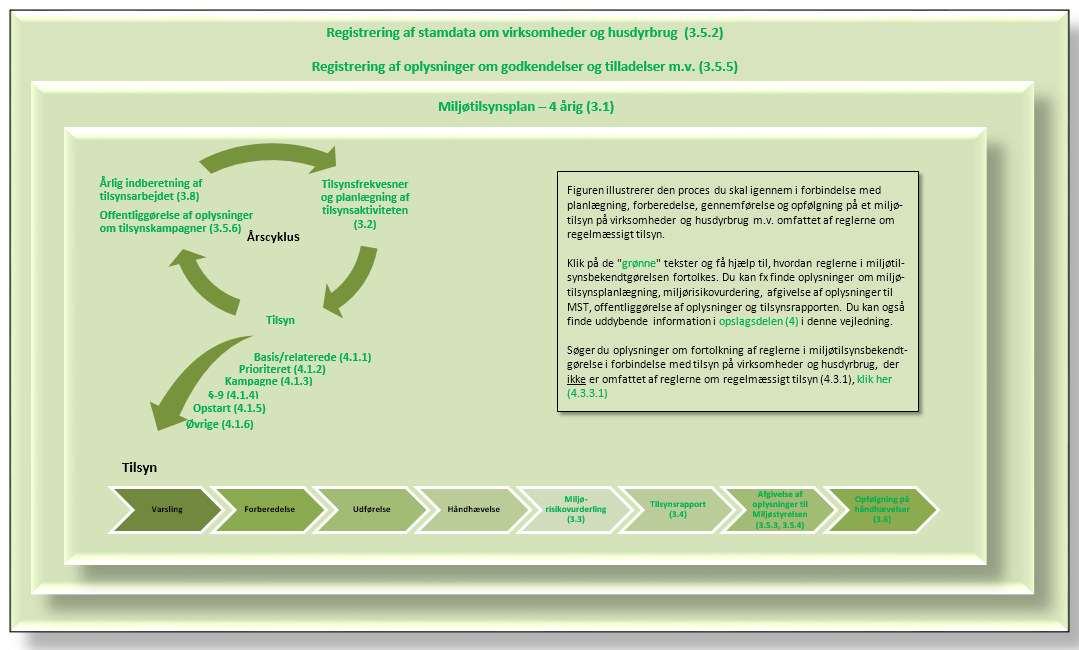 Registrering af stamdata om virksomheder og husdyrbrug (3.5.2)
Registrering af oplysninger om godkendelser og tilladelser m.v. (3.5.5)
Miljøtilsynsplan – 4 årig (3.1)
Årlig indberetning af
tilsynsarbejdet (3.8)
Offentliggørelse af oplysninger
om tilsynskampagner (3.5.6)
Årscyklus
Tilsynsfrekvesner
og planlægning af
tilsynsaktiviteten
(3.2)
Tilsyn
Basis/relaterede (4.1.1)
Prioriteret (4.1.2)
Kampagne (4.1.3)
§-9 (4.1.4)
Opstart (4.1.5)
Øvrige (4.1.6)
Figuren illustrerer den proces du skal igennem i forbindelse med
planlægning, forberedelse, gennemførelse og opfølgning på et miljø-
tilsyn på virksomheder og husdyrbrug m.v. omfattet af reglerne om
regelmæssigt tilsyn.
Klik på de "grønne" tekster og få hjælp til, hvordan reglerne i miljøtil-
synsbekendtgørelsen fortolkes. Du kan fx finde oplysninger om miljø-
tilsynsplanlægning, miljørisikovurdering, afgivelse af oplysninger til
MST, offentliggørelse af oplysninger og tilsynsrapporten. Du kan også
finde uddybende information i opslagsdelen (4) i denne vejledning.
Søger du oplysninger om fortolkning af reglerne i miljøtilsynsbekendt-
gørelse i forbindelse med tilsyn på virksomheder og husdyrbrug, der
ikke er omfattet af reglerne om regelmæssigt tilsyn (4.3.1), klik her
(4.3.3.1)
Tilsyn
Varsling
Forberedelse
Udførelse
Håndhævelse
Miljø-
risikovurderling
(3.3)
Tilsynsrapport
(3.4)
Afgivelse af
oplysninger til
Miljøstyrelsen
(3.5.3, 3.5.4)
Opfølgning på
håndhævelser
(3.6)